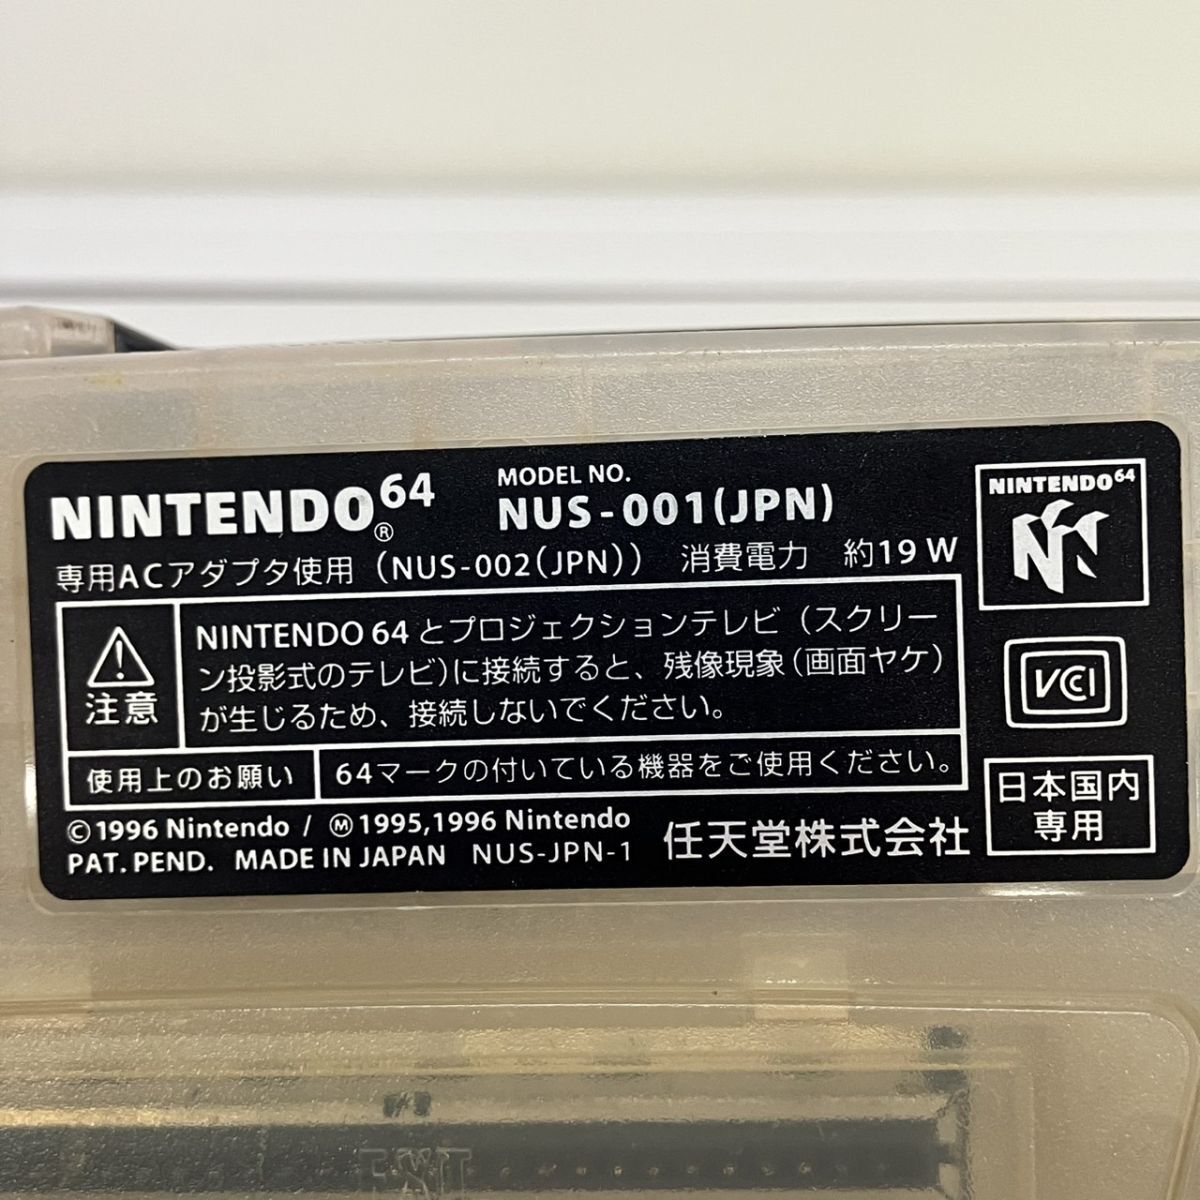 NINTENDO64®
MODEL NO.
NUS-001(JPN)
専用ACアダプタ使用（NUS-002(JPN)） 消費電力 約19W
注意
NINTENDO 64とプロジェクションテレビ（スクリー
ン投影式のテレビ)に接続すると、残像現象(画面ヤケ)
が生じるため、接続しないでください。
使用上のお願い
64マークの付いている機器をご使用ください。
© 1996 Nintendo / Ⓜ 1995,1996 Nintendo
PAT. PEND. MADE IN JAPAN NUS-JPN-1
任天堂株式会社
NINTENDO64
VCCI
日本国内
専用
EXT